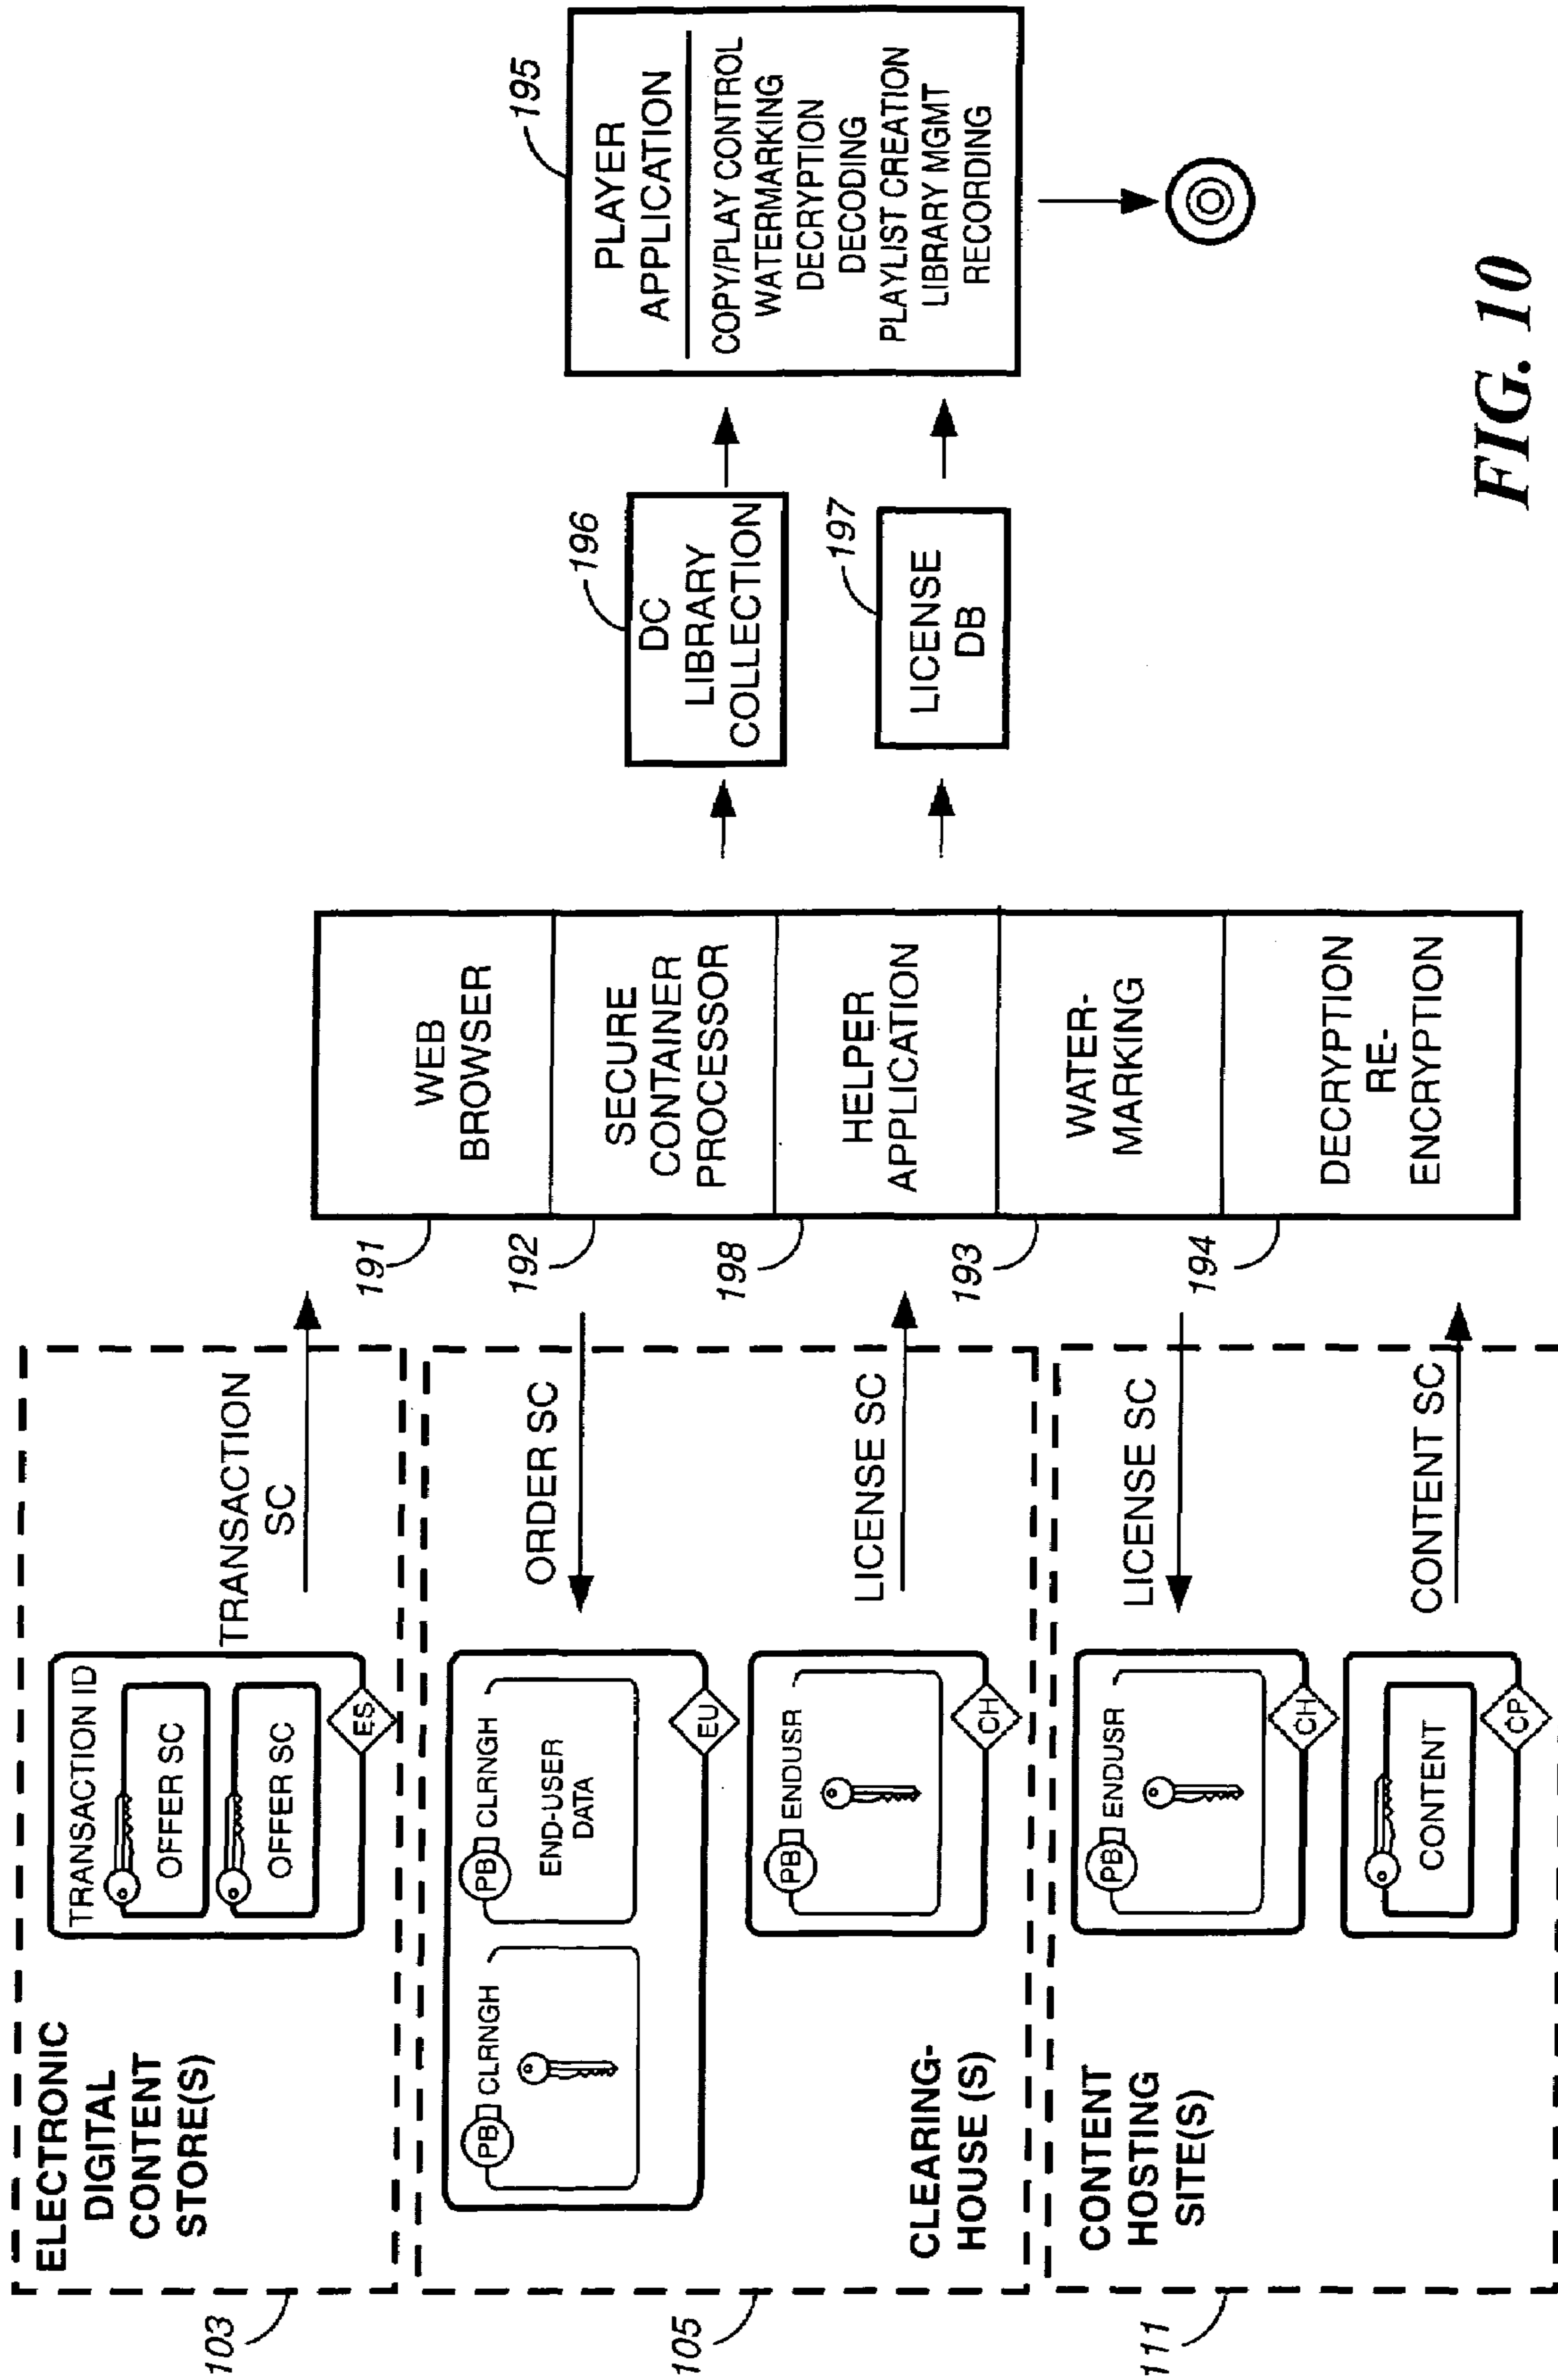 103
ELECTRONIC
DIGITAL
CONTENT
STORE(S)
TRANSACTION ID
OFFER SC
OFFER SC
ES
TRANSACTION
SC
105
PB CLRNGH
PB CLRNGH
END-USER
DATA
EU
ORDER SC
CLEARING-
HOUSE (S)
PB ENDUSR
CH
LICENSE SC
111
CONTENT
HOSTING
SITE(S)
PB ENDUSR
CH
LICENSE SC
CONTENT
CP
CONTENT SC
191
WEB
BROWSER
192
SECURE
CONTAINER
PROCESSOR
198
HELPER
APPLICATION
193
WATER-
MARKING
194
DECRYPTION
RE-
ENCRYPTION
196
DC
LIBRARY
COLLECTION
197
LICENSE
DB
195
PLAYER
APPLICATION
COPY/PLAY CONTROL
WATERMARKING
DECRYPTION
DECODING
PLAYLIST CREATION
LIBRARY MGMT
RECORDING
FIG. 10